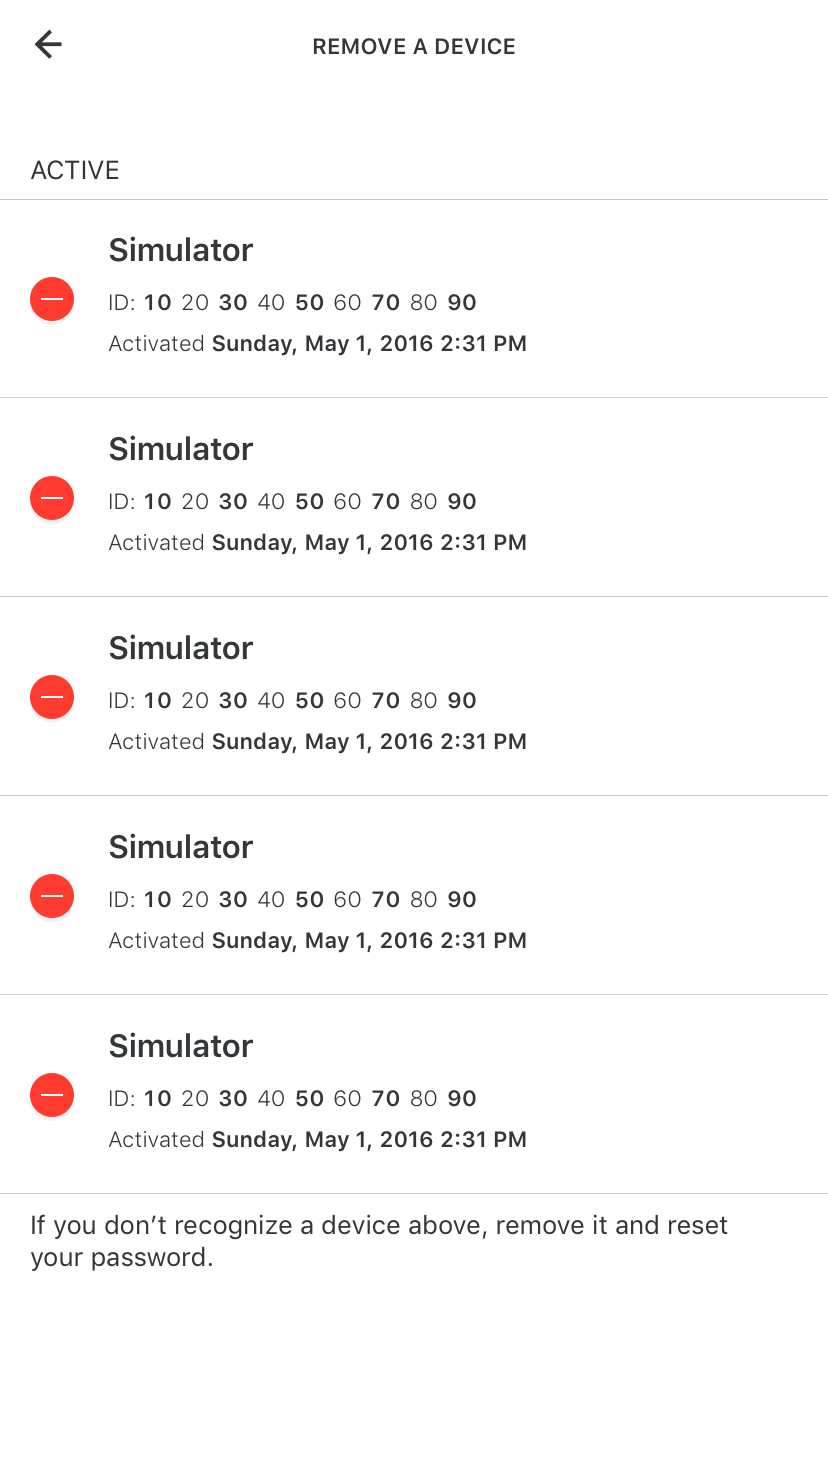 REMOVE A DEVICE
ACTIVE
Simulator
ID: 10 20 30 40 50 60 70 80 90
Activated Sunday, May 1, 2016 2:31 PM
Simulator
ID: 10 20 30 40 50 60 70 80 90
Activated Sunday, May 1, 2016 2:31 PM
Simulator
ID: 10 20 30 40 50 60 70 80 90
Activated Sunday, May 1, 2016 2:31 PM
Simulator
ID: 10 20 30 40 50 60 70 80 90
Activated Sunday, May 1, 2016 2:31 PM
Simulator
ID: 10 20 30 40 50 60 70 80 90
Activated Sunday, May 1, 2016 2:31 PM
If you don’t recognize a device above, remove it and reset
your password.